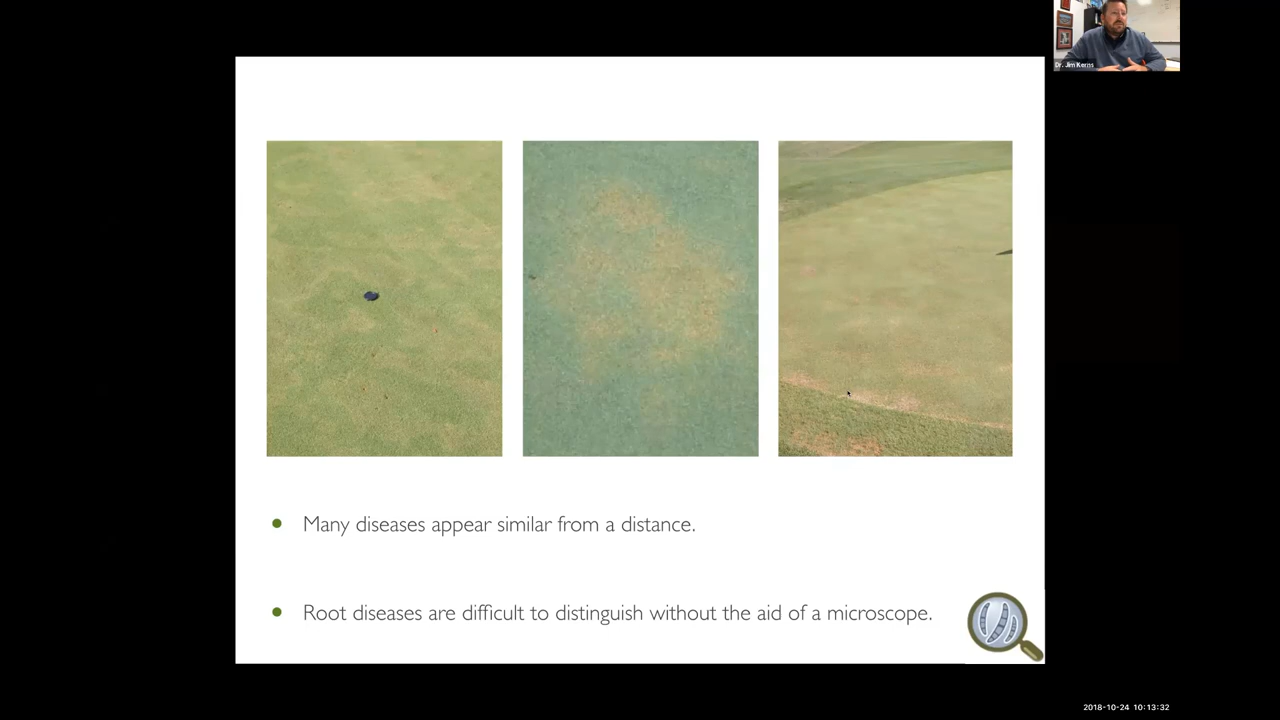 Dr. Jim Kerns
Many diseases appear similar from a distance.
Root diseases are difficult to distinguish without the aid of a microscope.
2018-10-24 10:13:32